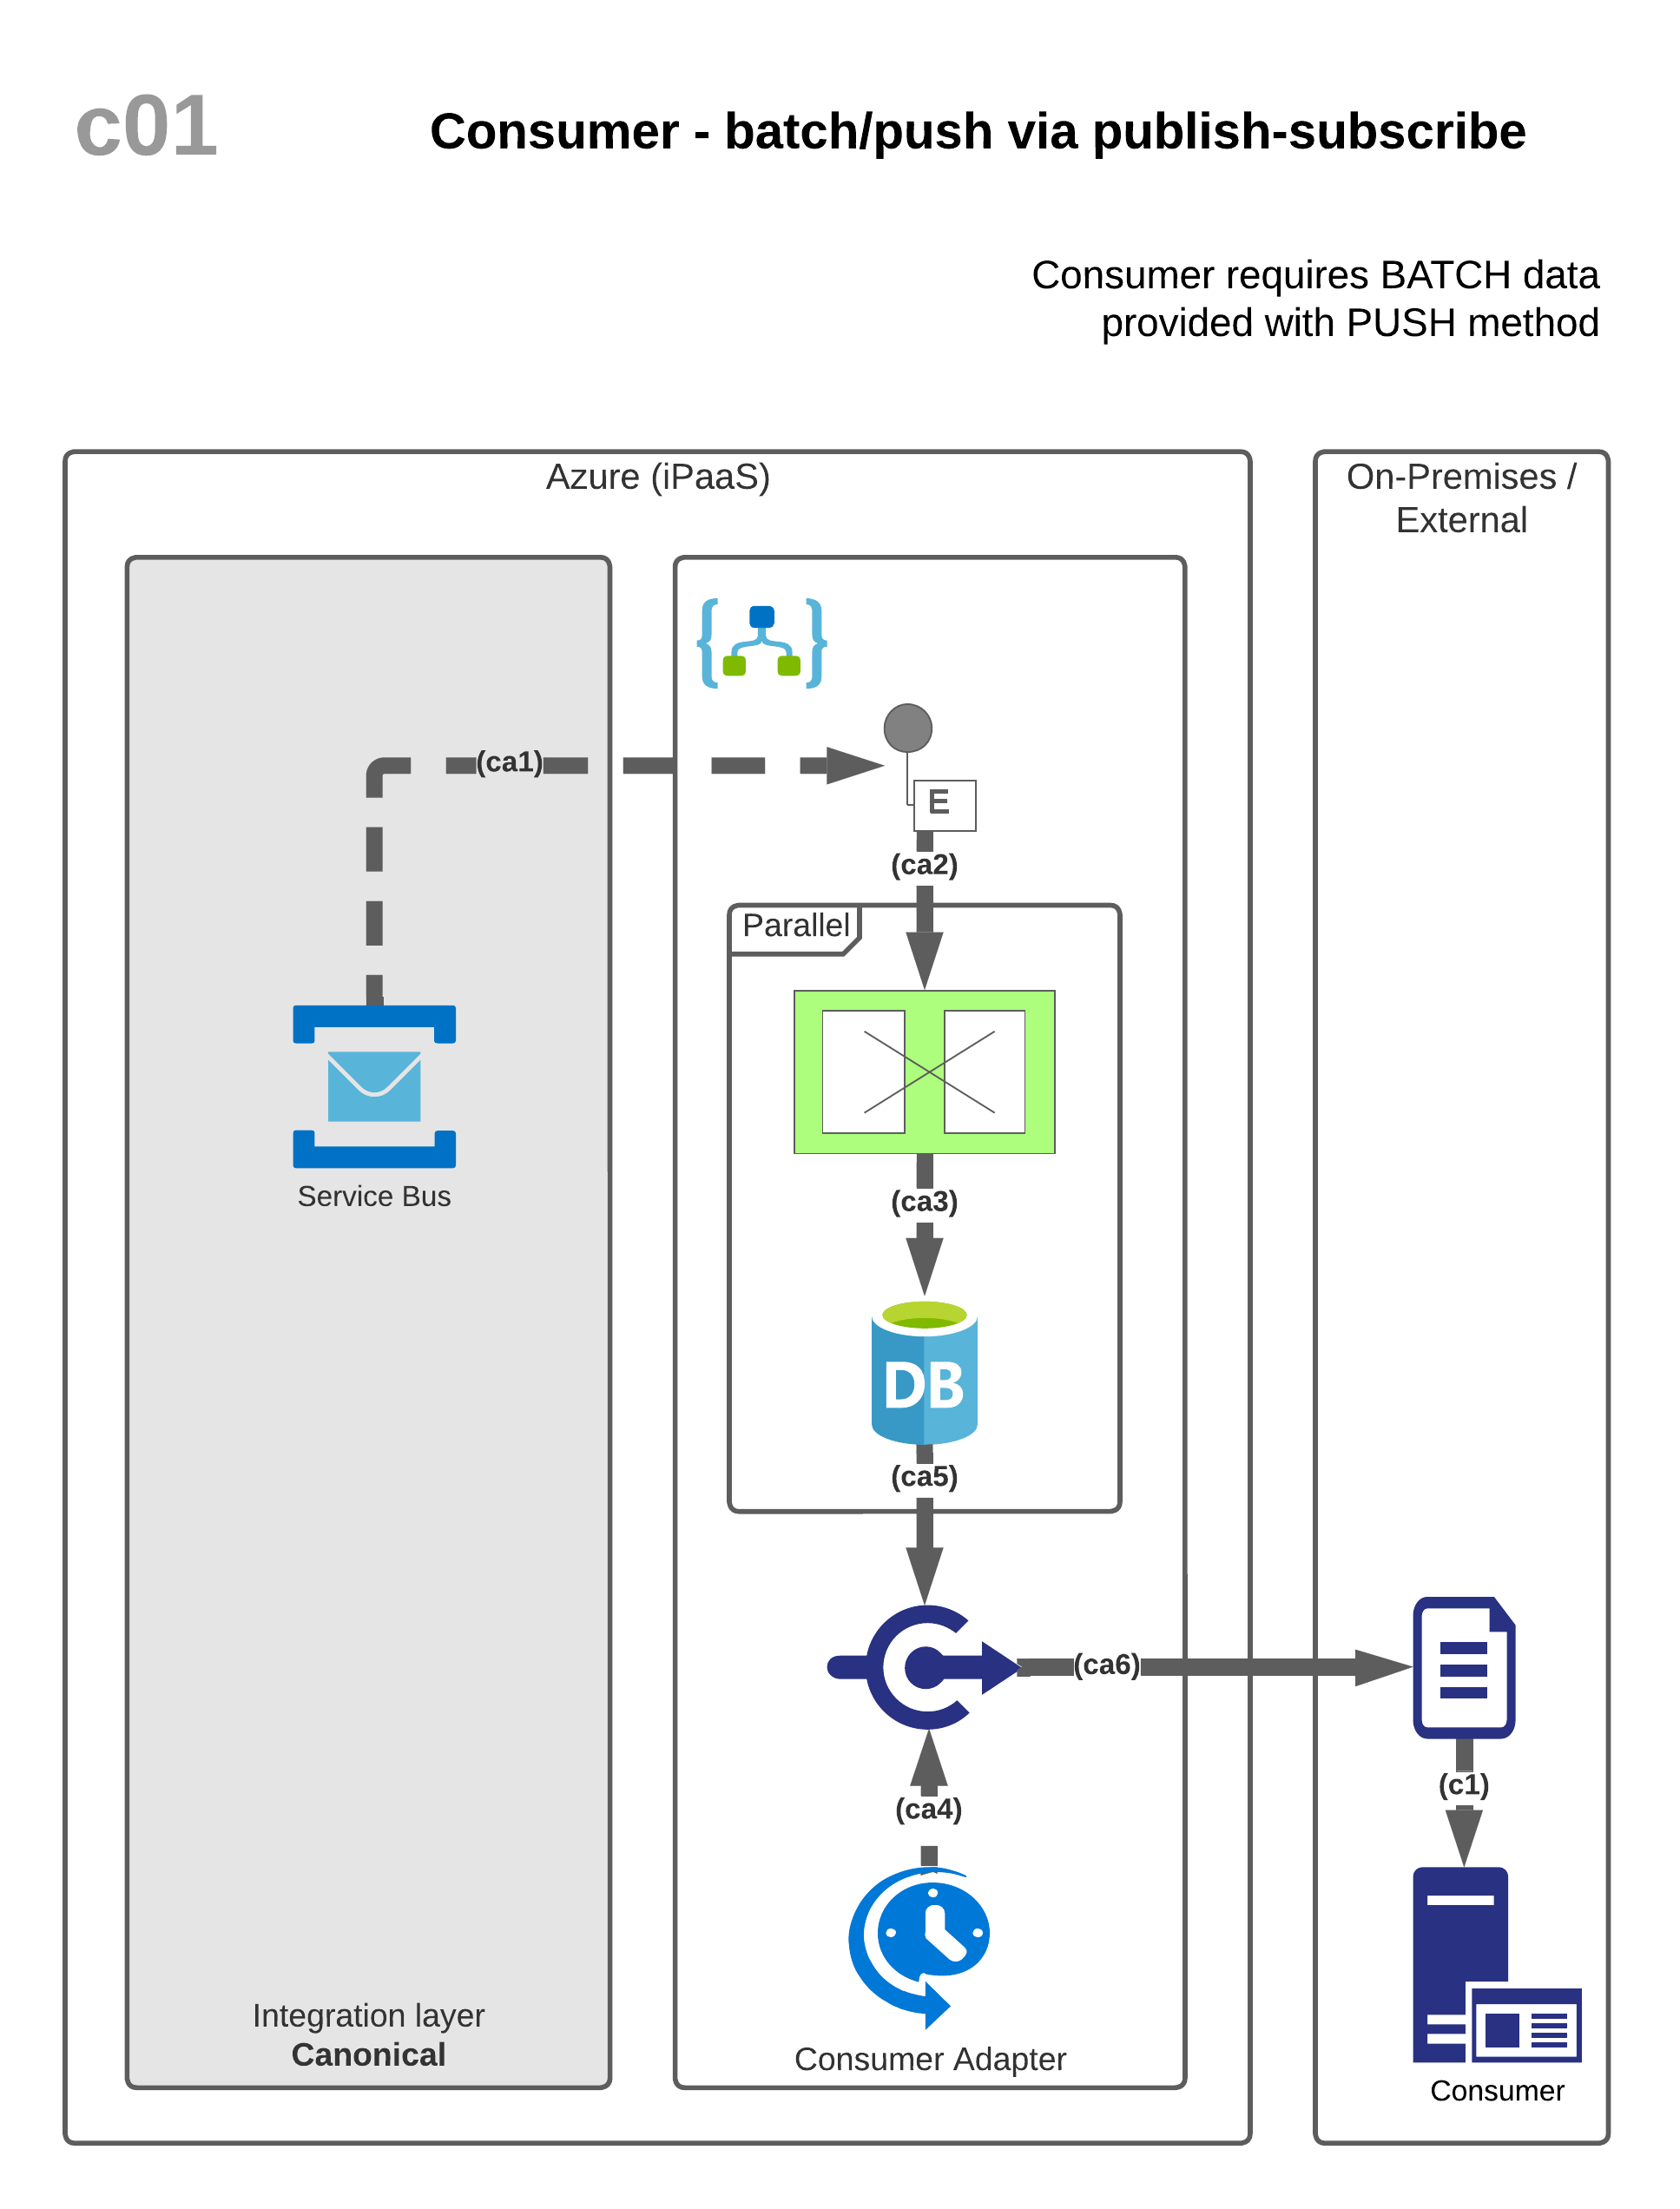 c01
Consumer - batch/push via publish-subscribe
Consumer requires BATCH data
provided with PUSH method
Azure (iPaaS)
On-Premises /
External
(ca1)
E
(ca2)
Parallel
Service Bus
(ca3)
DB
(ca5)
(ca6)
(c1)
(ca4)
Integration layer
Canonical
Consumer Adapter
Consumer